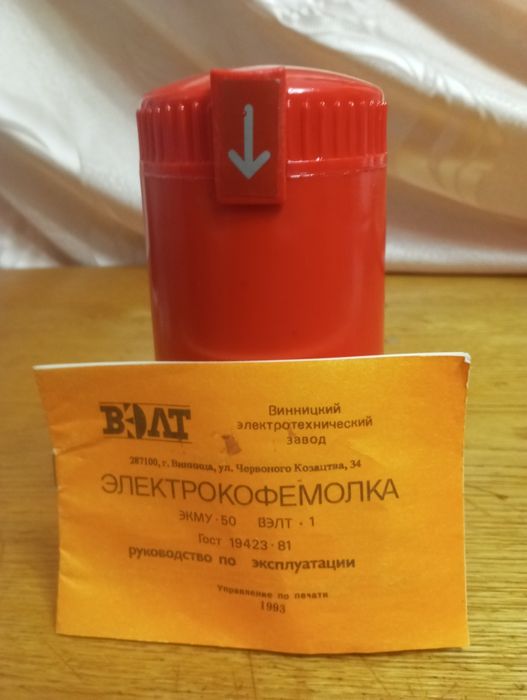 ВЭЛТ
Винницкий
электротехнический
завод
287100, г. Винница, ул. Червоного Козацтва, 34
ЭЛЕКТРОКОФЕМОЛКА
ЭКМУ-50 ВЭЛТ-1
Гост 19423-81
руководство по эксплуатации
Управление по печати
1993